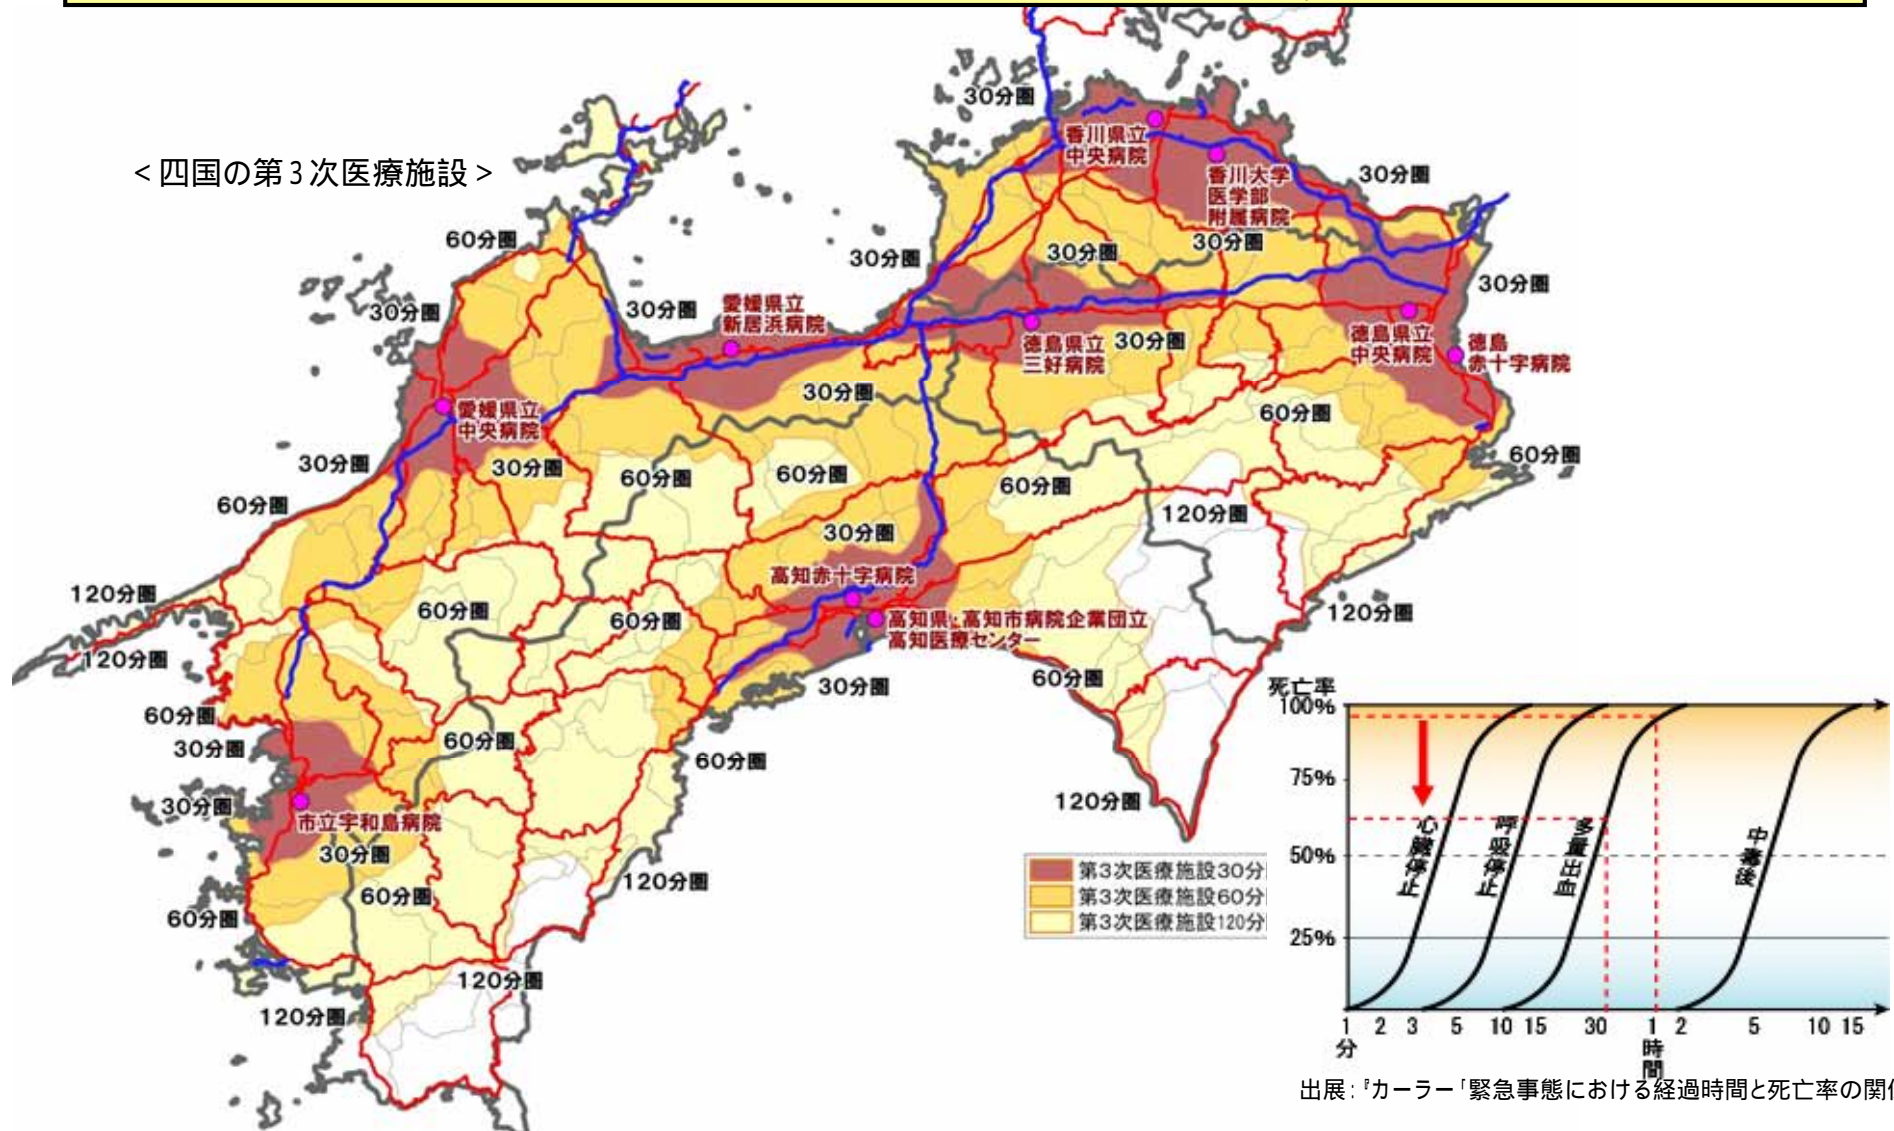 <四国の第3次医療施設>
30分圏
香川県立
中央病院
香川大学
医学部
附属病院
30分圏
60分圏
30分圏
30分圏
30分圏
30分圏
30分圏
30分圏
愛媛県立
新居浜病院
徳島県立
三好病院
30分圏
徳島県立
中央病院
徳島
赤十字病院
30分圏
愛媛県立
中央病院
60分圏
30分圏
30分圏
60分圏
60分圏
60分圏
60分圏
60分圏
120分圏
30分圏
高知赤十字病院
高知県・高知市病院企業団立
高知医療センター
120分圏
60分圏
60分圏
120分圏
120分圏
30分圏
60分圏
60分圏
30分圏
60分圏
60分圏
30分圏
市立宇和島病院
120分圏
30分圏
60分圏
120分圏
60分圏
120分圏
120分圏
第3次医療施設30分
第3次医療施設60分
第3次医療施設120分
死亡率
100%
75%
50%
25%
心臓停止
呼吸停止
多量出血
中毒後
1 2 3 5 10 15 30 1 2 5 10 15
分
時間
出展:『カーラー「緊急事態における経過時間と死亡率の関